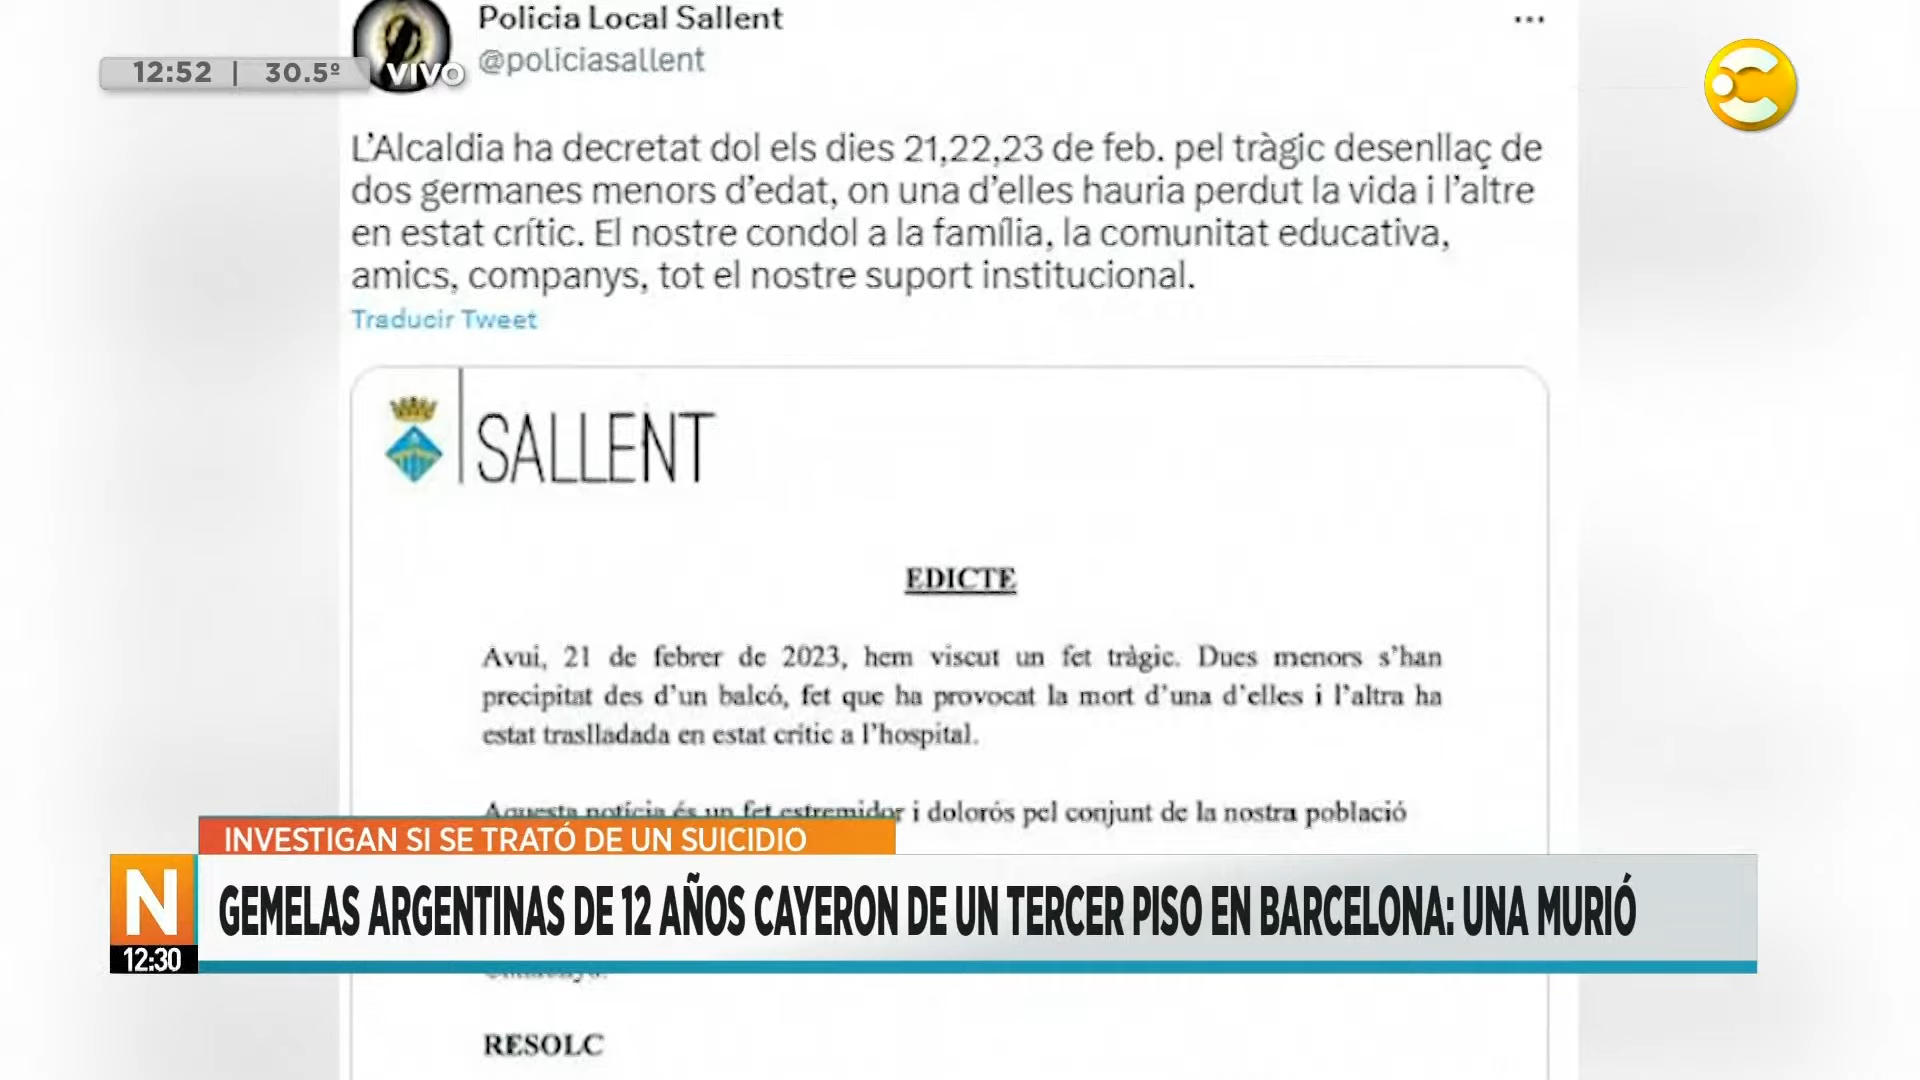 Policia Local Sallent
@policiasallent
12:52 | 30.5º
VIVO
L’Alcaldia ha decretat dol els dies 21,22,23 de feb. pel tràgic desenllaç de
dos germanes menors d’edat, on una d’elles hauria perdut la vida i l’altre
en estat crític. El nostre condol a la família, la comunitat educativa,
amics, companys, tot el nostre suport institucional.
Traducir Tweet
SALLENT
EDICTE
Avui, 21 de febrer de 2023, hem viscut un fet tràgic. Dues menors s’han
precipitat des d’un balcó, fet que ha provocat la mort d’una d’elles i l’altra ha
estat traslladada en estat crític a l’hospital.
Aquesta notícia és un fet estremidor i dolorós pel conjunt de la nostra població
INVESTIGAN SI SE TRATÓ DE UN SUICIDIO
GEMELAS ARGENTINAS DE 12 AÑOS CAYERON DE UN TERCER PISO EN BARCELONA: UNA MURIÓ
N
12:30
RESOLC